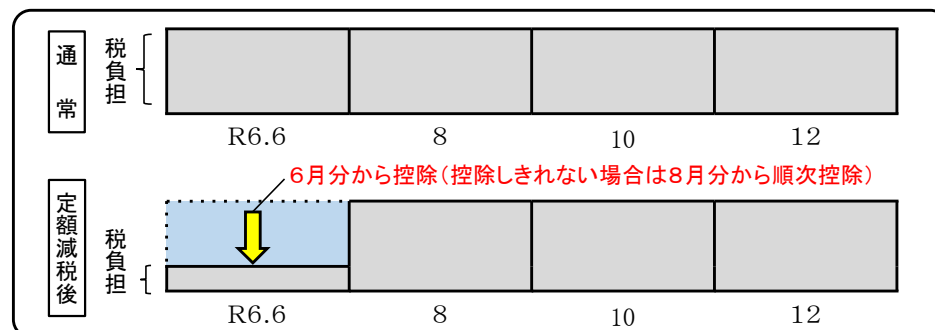 通常
税負担
R6.6
8
10
12
6月分から控除(控除しきれない場合は8月分から順次控除)
定額減税後
税負担
R6.6
8
10
12